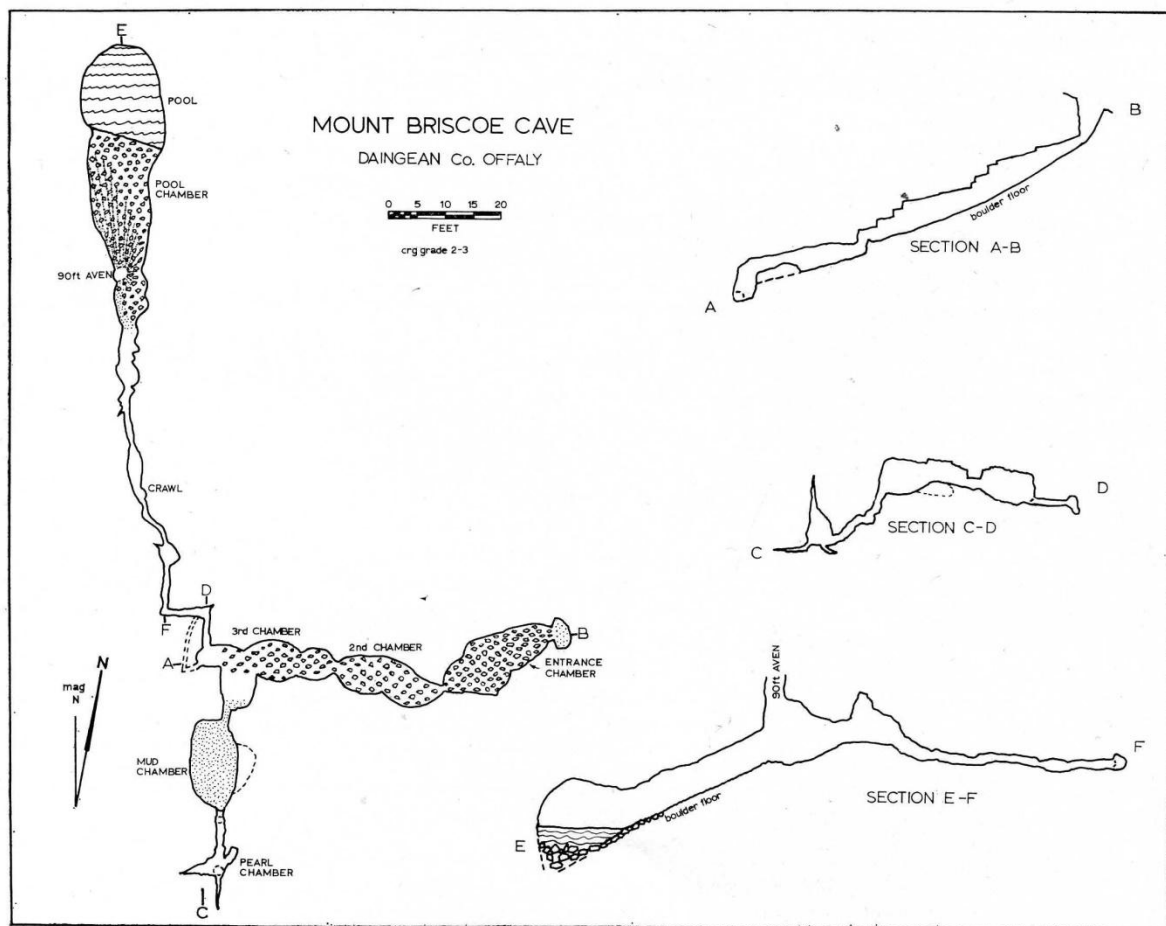 E
POOL
MOUNT BRISCOE CAVE
DAINGEAN Co. OFFALY
POOL
CHAMBER
0 5 10 20
FEET
crg grade 2-3
90ft AVEN
B
boulder floor
SECTION A-B
A
CRAWL
D
SECTION C-D
C
D
F
3rd CHAMBER
2nd CHAMBER
B
A
ENTRANCE
CHAMBER
N
mag
N
MUD
CHAMBER
PEARL
CHAMBER
C
90ft AVEN
F
SECTION E-F
boulder floor
E